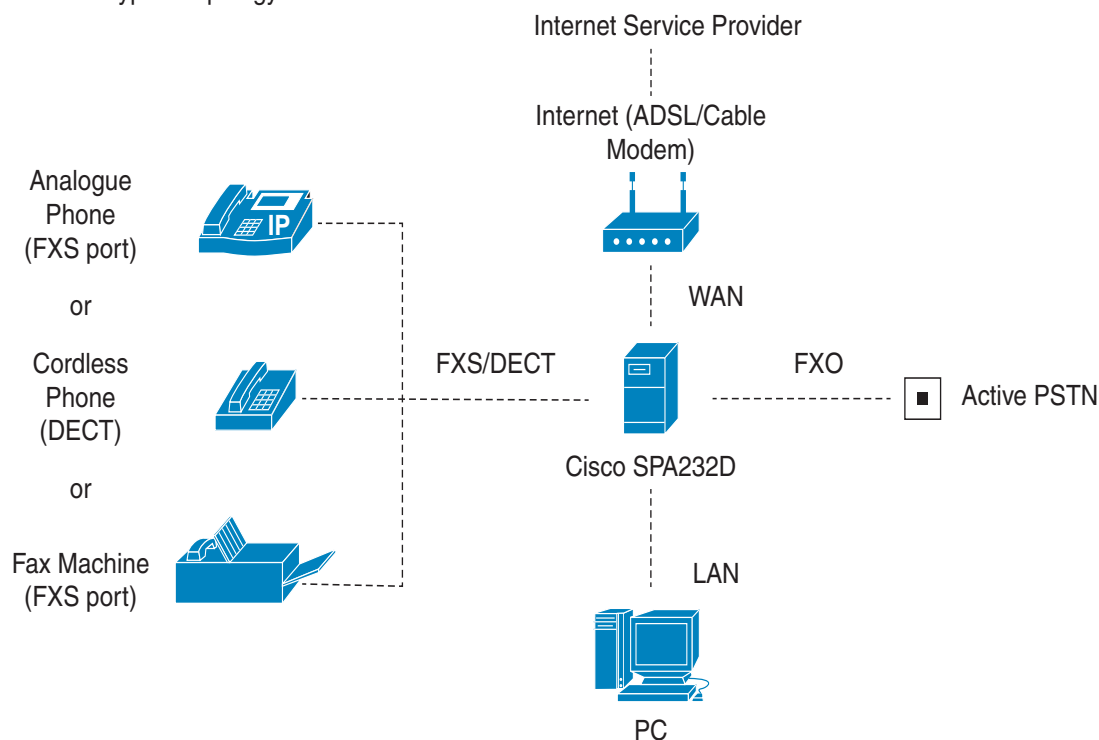 Internet Service Provider
Internet (ADSL/Cable
Modem)
Analogue
Phone
(FXS port)
IP
or
WAN
Cordless
Phone
(DECT)
FXS/DECT
FXO
Active PSTN
Cisco SPA232D
or
Fax Machine
(FXS port)
LAN
PC